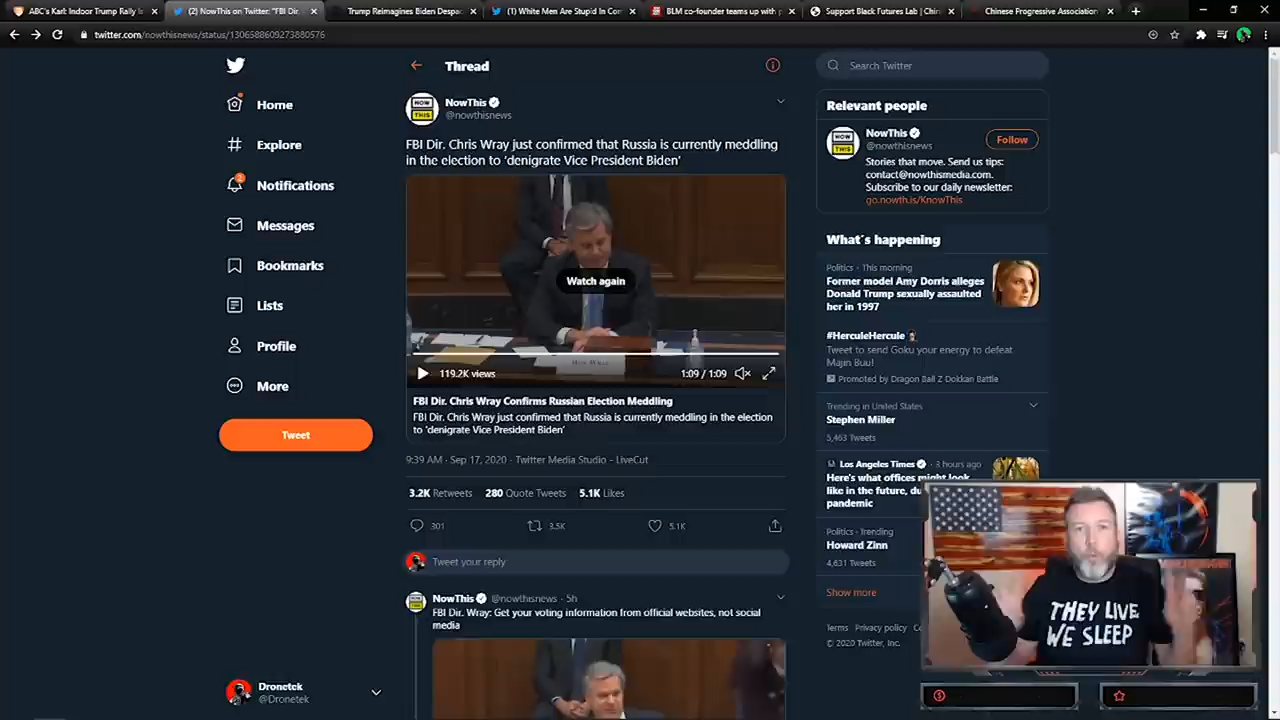 ABC's Karl: Indoor Trump Rally Is
(2) NowThis on Twitter: "FBI Dir.
Trump Reimagines Biden Despac
(1) White Men Are Stupid In Com
BLM co-founder teams up with p
Support Black Futures Lab | Chin
Chinese Progressive Association
twitter.com/nowthisnews/status/1306588609273880576
Home
Explore
2
Notifications
Messages
Bookmarks
Lists
Profile
More
Tweet
Dronetek
@Dronetek
Thread
NowThis
@nowthisnews
FBI Dir. Chris Wray just confirmed that Russia is currently meddling
in the election to 'denigrate Vice President Biden'
Watch again
119.2K views
1:09 / 1:09
FBI Dir. Chris Wray Confirms Russian Election Meddling
FBI Dir. Chris Wray just confirmed that Russia is currently meddling in the election
to 'denigrate Vice President Biden'
9:39 AM · Sep 17, 2020 · Twitter Media Studio - LiveCut
3.2K Retweets 280 Quote Tweets 5.1K Likes
301
3.5K
5.1K
Tweet your reply
NowThis @nowthisnews · 5h
FBI Dir. Wray: Get your voting information from official websites, not social
media
Search Twitter
Relevant people
NOW
THIS
NowThis
@nowthisnews
Follow
Stories that move. Send us tips:
contact@nowthismedia.com.
Subscribe to our daily newsletter:
go.nowth.is/KnowThis
What's happening
Politics · This morning
Former model Amy Dorris alleges
Donald Trump sexually assaulted
her in 1997
#HerculeHercule
Tweet to send Goku your energy to defeat
Majin Buu!
Promoted by Dragon Ball Z Dokkan Battle
Trending in United States
Stephen Miller
5,463 Tweets
Los Angeles Times · 3 hours ago
Here's what offices might look
like in the future, du
pandemic
Politics · Trending
Howard Zinn
4,631 Tweets
Show more
Terms Privacy policy
© 2020 Twitter, Inc.
THEY LIVE
WE SLEEP